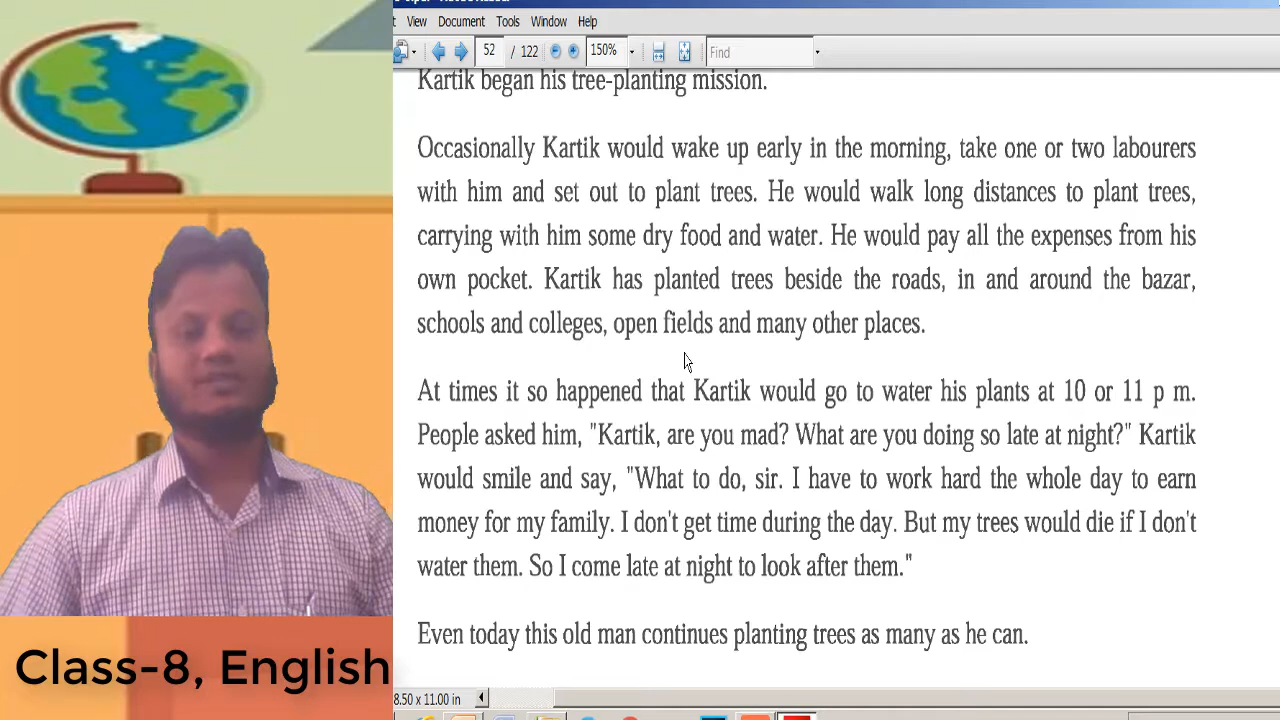 View Document Tools Window Help
52 / 122 150% Find
Kartik began his tree-planting mission.
Occasionally Kartik would wake up early in the morning, take one or two labourers
with him and set out to plant trees. He would walk long distances to plant trees,
carrying with him some dry food and water. He would pay all the expenses from his
own pocket. Kartik has planted trees beside the roads, in and around the bazar,
schools and colleges, open fields and many other places.
At times it so happened that Kartik would go to water his plants at 10 or 11 p m.
People asked him, "Kartik, are you mad? What are you doing so late at night?" Kartik
would smile and say, "What to do, sir. I have to work hard the whole day to earn
money for my family. I don't get time during the day. But my trees would die if I don't
water them. So I come late at night to look after them."
Even today this old man continues planting trees as many as he can.
8.50 x 11.00 in
Class-8, English